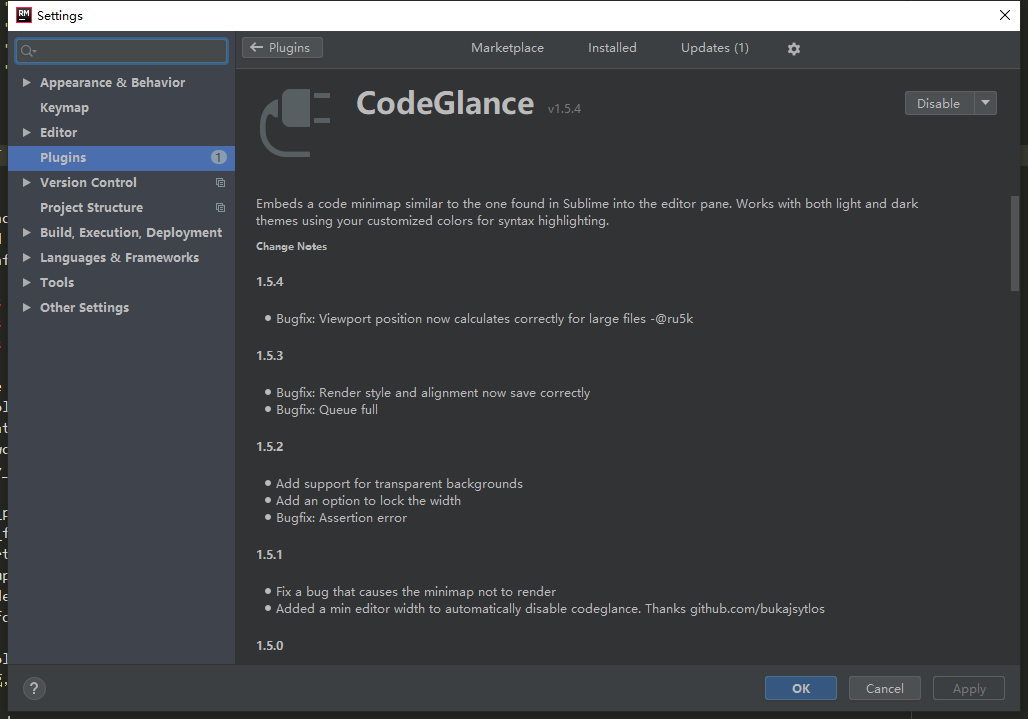 RM
Settings
Plugins
Marketplace
Installed
Updates (1)
CodeGlance
v1.5.4
Disable
Appearance & Behavior
Keymap
Editor
Plugins
1
Version Control
Project Structure
Build, Execution, Deployment
Languages & Frameworks
Tools
Other Settings
Embeds a code minimap similar to the one found in Sublime into the editor pane. Works with both light and dark
themes using your customized colors for syntax highlighting.
Change Notes
1.5.4
Bugfix: Viewport position now calculates correctly for large files -@ru5k
1.5.3
Bugfix: Render style and alignment now save correctly
Bugfix: Queue full
1.5.2
Add support for transparent backgrounds
Add an option to lock the width
Bugfix: Assertion error
1.5.1
Fix a bug that causes the minimap not to render
Added a min editor width to automatically disable codeglance. Thanks github.com/bukajsytlos
1.5.0
?
OK
Cancel
Apply